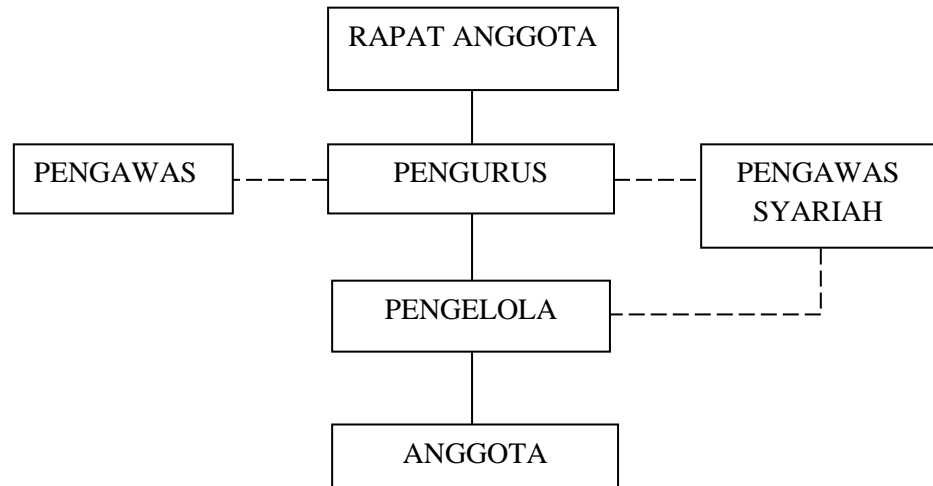 RAPAT ANGGOTA
PENGAWAS
PENGURUS
PENGAWAS
SYARIAH
PENGELOLA
ANGGOTA